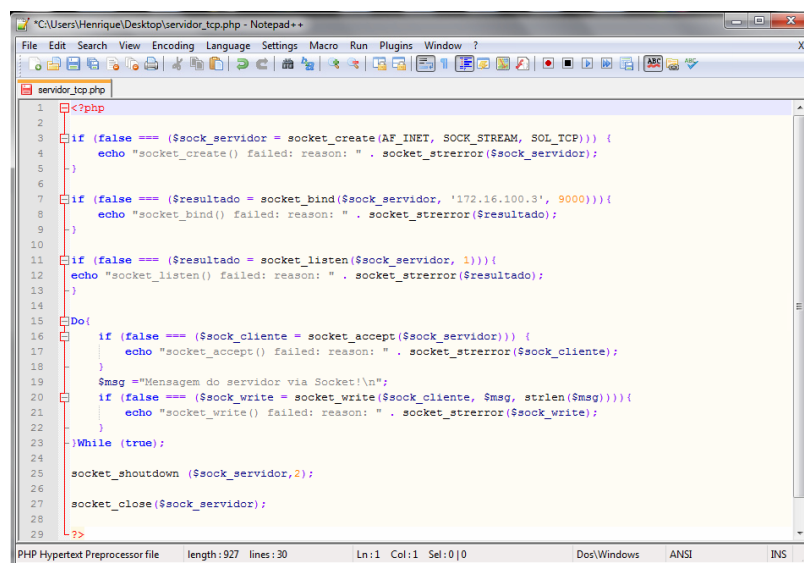 *C:\Users\Henrique\Desktop\servidor_tcp.php - Notepad++
File Edit Search View Encoding Language Settings Macro Run Plugins Window ? X
servidor_tcp.php
1 <?php
2
3 if (false === ($sock_servidor = socket_create(AF_INET, SOCK_STREAM, SOL_TCP))) {
4 echo "socket_create() failed: reason: " . socket_strerror($sock_servidor);
5 }
6
7 if (false === ($resultado = socket_bind($sock_servidor, '172.16.100.3', 9000))){
8 echo "socket_bind() failed: reason: " . socket_strerror($resultado);
9 }
10
11 if (false === ($resultado = socket_listen($sock_servidor, 1))){
12 echo "socket_listen() failed: reason: " . socket_strerror($resultado);
13 }
14
15 Do{
16 if (false === ($sock_cliente = socket_accept($sock_servidor))) {
17 echo "socket_accept() failed: reason: " . socket_strerror($sock_cliente);
18 }
19 $msg ="Mensagem do servidor via Socket!\n";
20 if (false === ($sock_write = socket_write($sock_cliente, $msg, strlen($msg)))){
21 echo "socket_write() failed: reason: " . socket_strerror($sock_write);
22 }
23 }While (true);
24
25 socket_shoutdown ($sock_servidor,2);
26
27 socket_close($sock_servidor);
28
29 ?>
PHP Hypertext Preprocessor file length : 927 lines : 30 Ln : 1 Col : 1 Sel : 0 | 0 Dos\Windows ANSI INS